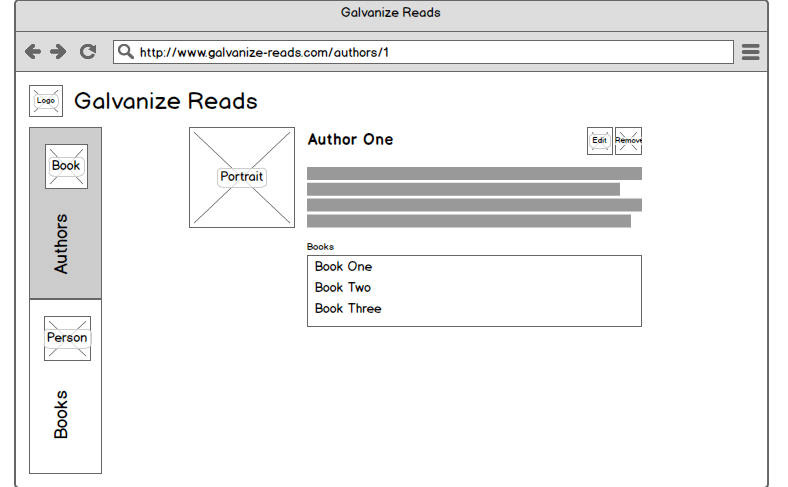 Galvanize Reads
http://www.galvanize-reads.com/authors/1
Logo
Galvanize Reads
Book
Authors
Person
Books
Portrait
Author One
Edit
Remove
Books
Book One
Book Two
Book Three